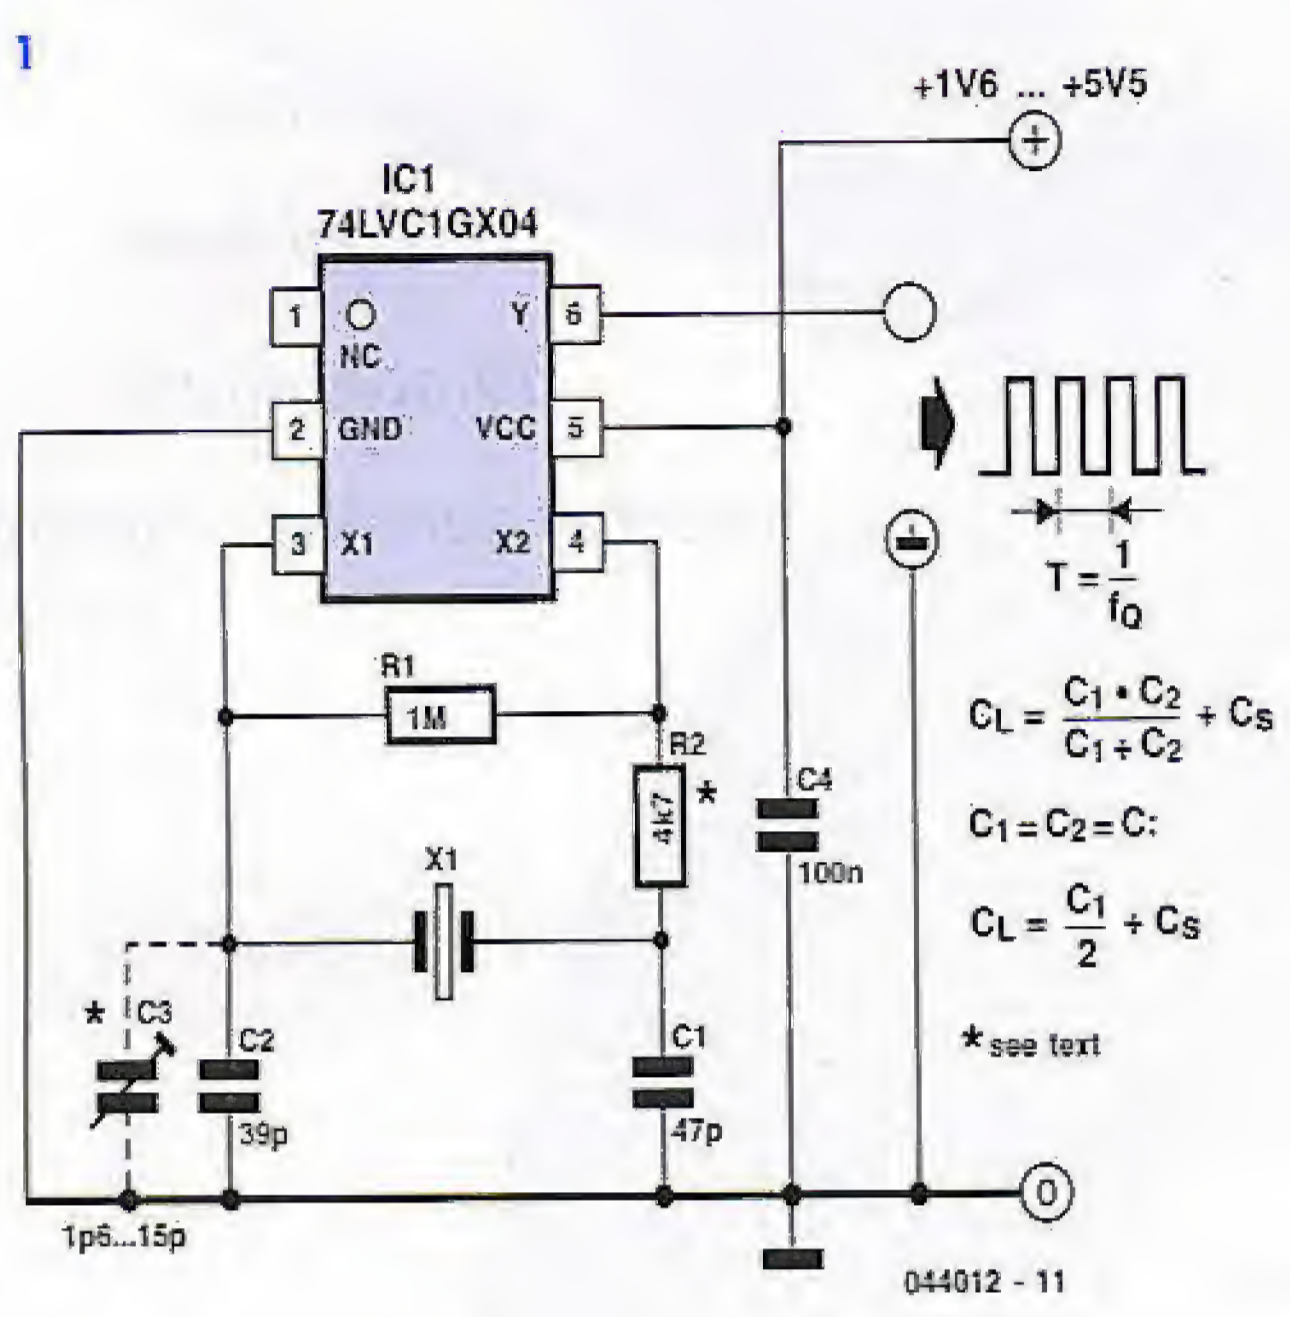 1
+1V6 ... +5V5
IC1
74LVC1GX04
1
NC
Y
6
2
GND
VCC
5
3
X1
X2
4
T = 1 / fQ
R1
1M
R2
*
4k7
CL = C1 • C2 / C1 + C2 + CS
C4
100n
C1 = C2 = C:
X1
CL = C1 / 2 + CS
* C3
C2
39p
C1
47p
* see text
1p6...15p
0
044012 - 11